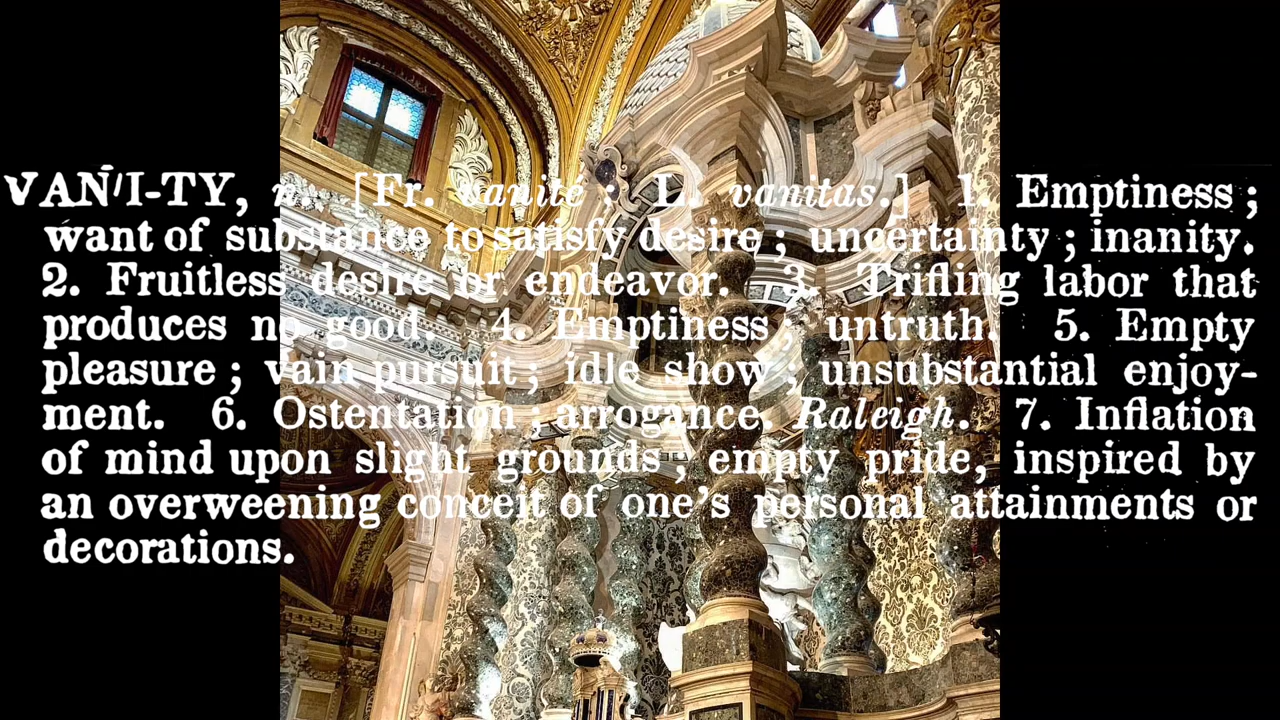 VAN'I-TY, n. [Fr. vanité; L. vanitas.] 1. Emptiness;
want of substance to satisfy desire; uncertainty; inanity.
2. Fruitless desire or endeavor. 3. Trifling labor that
produces no good. 4. Emptiness; untruth. 5. Empty
pleasure; vain pursuit; idle show; unsubstantial enjoy-
ment. 6. Ostentation; arrogance. Raleigh. 7. Inflation
of mind upon slight grounds, empty pride, inspired by
an overweening conceit of one's personal attainments or
decorations.